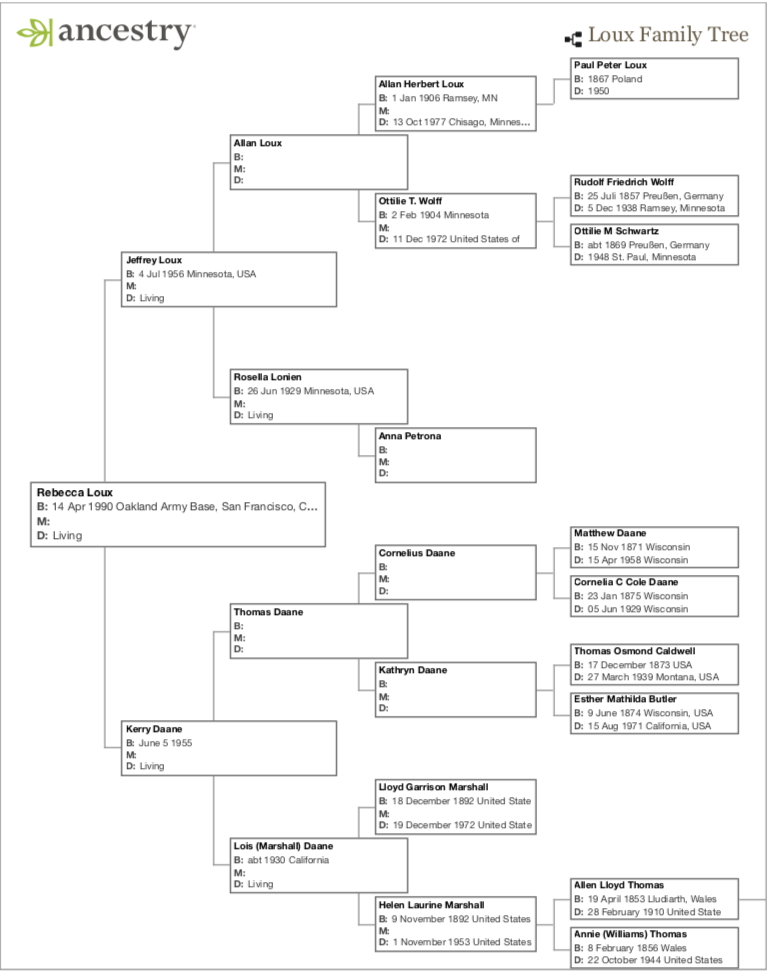 ancestry
Loux Family Tree
Paul Peter Loux
B: 1867 Poland
D: 1950
Allan Herbert Loux
B: 1 Jan 1906 Ramsey, MN
M:
D: 13 Oct 1977 Chisago, Minnes...
Allan Loux
B:
M:
D:
Rudolf Friedrich Wolff
B: 25 Juli 1857 Preußen, Germany
D: 5 Dec 1938 Ramsey, Minnesota
Ottilie T. Wolff
B: 2 Feb 1904 Minnesota
M:
D: 11 Dec 1972 United States of
Ottilie M Schwartz
B: abt 1869 Preußen, Germany
D: 1948 St. Paul, Minnesota
Jeffrey Loux
B: 4 Jul 1956 Minnesota, USA
M:
D: Living
Rosella Lonien
B: 26 Jun 1929 Minnesota, USA
M:
D: Living
Anna Petrona
B:
M:
D:
Rebecca Loux
B: 14 Apr 1990 Oakland Army Base, San Francisco, C...
M:
D: Living
Matthew Daane
B: 15 Nov 1871 Wisconsin
D: 15 Apr 1958 Wisconsin
Cornelius Daane
B:
M:
D:
Cornelia C Cole Daane
B: 23 Jan 1875 Wisconsin
D: 05 Jun 1929 Wisconsin
Thomas Daane
B:
M:
D:
Thomas Osmond Caldwell
B: 17 December 1873 USA
D: 27 March 1939 Montana, USA
Kathryn Daane
B:
M:
D:
Esther Mathilda Butler
B: 9 June 1874 Wisconsin, USA
D: 15 Aug 1971 California, USA
Kerry Daane
B: June 5 1955
M:
D: Living
Lloyd Garrison Marshall
B: 18 December 1892 United State
M:
D: 19 December 1972 United State
Lois (Marshall) Daane
B: abt 1930 California
M:
D: Living
Allen Lloyd Thomas
B: 19 April 1853 Lludiarth, Wales
D: 28 February 1910 United State
Helen Laurine Marshall
B: 9 November 1892 United States
M:
D: 1 November 1953 United States
Annie (Williams) Thomas
B: 8 February 1856 Wales
D: 22 October 1944 United States